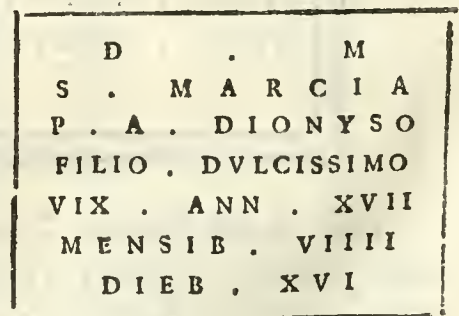 D . M
S . MARCIA
P . A . DIONYSO
FILIO . DVLCISSIMO
VIX . ANN . XVII
MENSIB . VIIII
DIEB . XVI